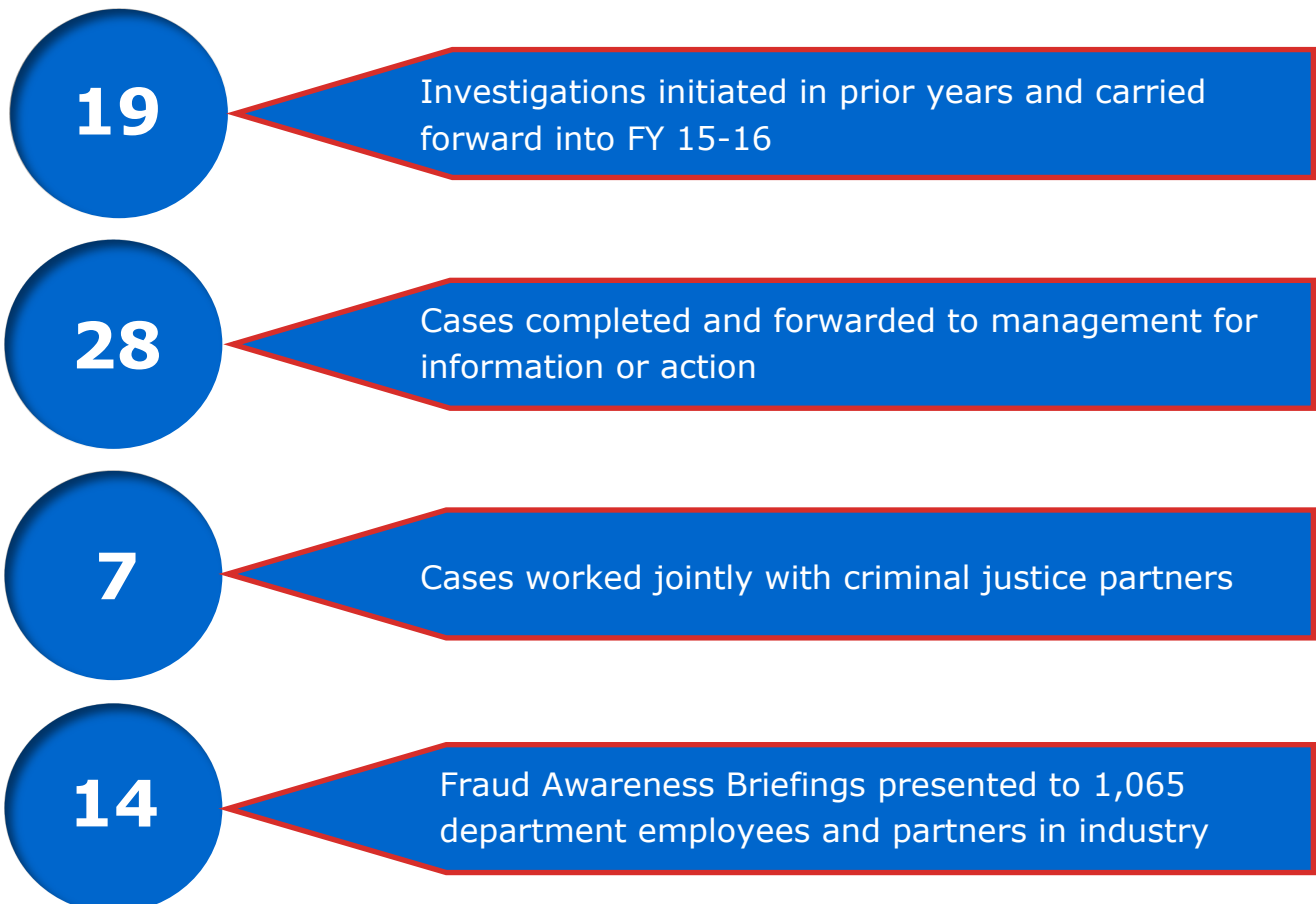 19
Investigations initiated in prior years and carried
forward into FY 15-16
28
Cases completed and forwarded to management for
information or action
7
Cases worked jointly with criminal justice partners
14
Fraud Awareness Briefings presented to 1,065
department employees and partners in industry